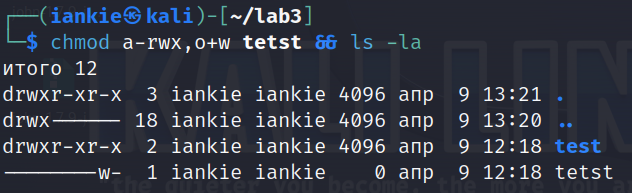 ┌──(iankie㉿kali)-[~/lab3]
└─$ chmod a-rwx,o+w tetst && ls -la
итого 12
drwxr-xr-x  3 iankie iankie 4096 апр  9 13:21 .
drwx------ 18 iankie iankie 4096 апр  9 13:20 ..
drwxr-xr-x  2 iankie iankie 4096 апр  9 12:18 test
--------w-  1 iankie iankie    0 апр  9 12:18 tetst